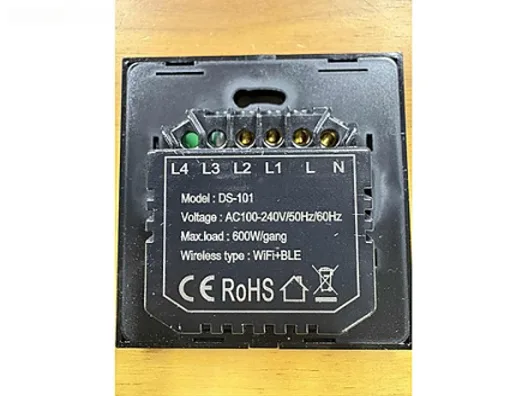 L4 L3 L2 L1 L N
Model : DS-101
Voltage : AC100-240V/50Hz/60Hz
Max.load : 600W/gang
Wireless type : WiFi+BLE
CE RoHS